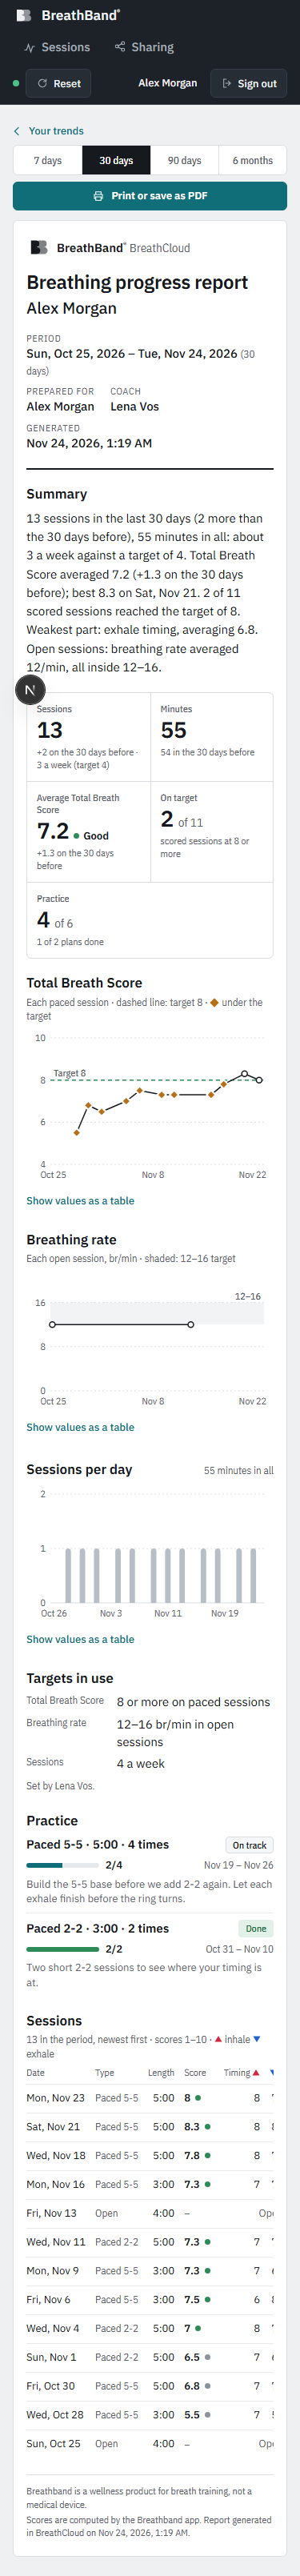 BreathBand
Sessions
Sharing
Reset
Alex Morgan
Sign out
Your trends
7 days
30 days
90 days
6 months
Print or save as PDF
BreathBand BreathCloud
Breathing progress report
Alex Morgan
PERIOD
Sun, Oct 25, 2026 – Tue, Nov 24, 2026 (30
days)
PREPARED FOR
COACH
Alex Morgan
Lena Vos
GENERATED
Nov 24, 2026, 1:19 AM
Summary
13 sessions in the last 30 days (2 more than
the 30 days before), 55 minutes in all: about
3 a week against a target of 4. Total Breath
Score averaged 7.2 (+1.3 on the 30 days
before); best 8.3 on Sat, Nov 21. 2 of 11
scored sessions reached the target of 8.
Weakest part: exhale timing, averaging 6.8.
Open sessions: breathing rate averaged
12/min, all inside 12–16.
N
Sessions
13
+2 on the 30 days before ·
3 a week (target 4)
Minutes
55
54 in the 30 days before
Average Total Breath
Score
7.2 Good
+1.3 on the 30 days
before
On target
2 of 11
scored sessions at 8 or
more
Practice
4 of 6
1 of 2 plans done
Total Breath Score
Each paced session · dashed line: target 8 · ◆ under the
target
10
Target 8
8
6
4
Oct 25
Nov 8
Nov 22
Show values as a table
Breathing rate
Each open session, br/min · shaded: 12–16 target
12–16
16
8
0
Oct 25
Nov 8
Nov 22
Show values as a table
Sessions per day
55 minutes in all
2
1
0
Oct 26
Nov 3
Nov 11
Nov 19
Show values as a table
Targets in use
Total Breath Score 8 or more on paced sessions
Breathing rate 12–16 br/min in open
sessions
Sessions 4 a week
Set by Lena Vos.
Practice
Paced 5-5 · 5:00 · 4 times
On track
2/4
Nov 19 – Nov 26
Build the 5-5 base before we add 2-2 again. Let each
exhale finish before the ring turns.
Paced 2-2 · 3:00 · 2 times
Done
2/2
Oct 31 – Nov 10
Two short 2-2 sessions to see where your timing is
at.
Sessions
13 in the period, newest first · scores 1–10 · ▲ inhale ▼
exhale
Date Type Length Score Timing ▲
Mon, Nov 23 Paced 5-5 5:00 8 8
Sat, Nov 21 Paced 5-5 5:00 8.3 8
Wed, Nov 18 Paced 5-5 5:00 7.8 8
Mon, Nov 16 Paced 5-5 3:00 7.3 7
Fri, Nov 13 Open 4:00 –
Wed, Nov 11 Paced 2-2 5:00 7.3 7
Mon, Nov 9 Paced 5-5 3:00 7.3 7
Fri, Nov 6 Paced 5-5 3:00 7.5 6
Wed, Nov 4 Paced 2-2 5:00 7 8
Sun, Nov 1 Paced 2-2 5:00 6.5 7
Fri, Oct 30 Paced 5-5 5:00 6.8 7
Wed, Oct 28 Paced 5-5 3:00 5.5 7
Sun, Oct 25 Open 4:00 –
Breathband is a wellness product for breath training, not a
medical device.
Scores are computed by the Breathband app. Report generated
in BreathCloud on Nov 24, 2026, 1:19 AM.